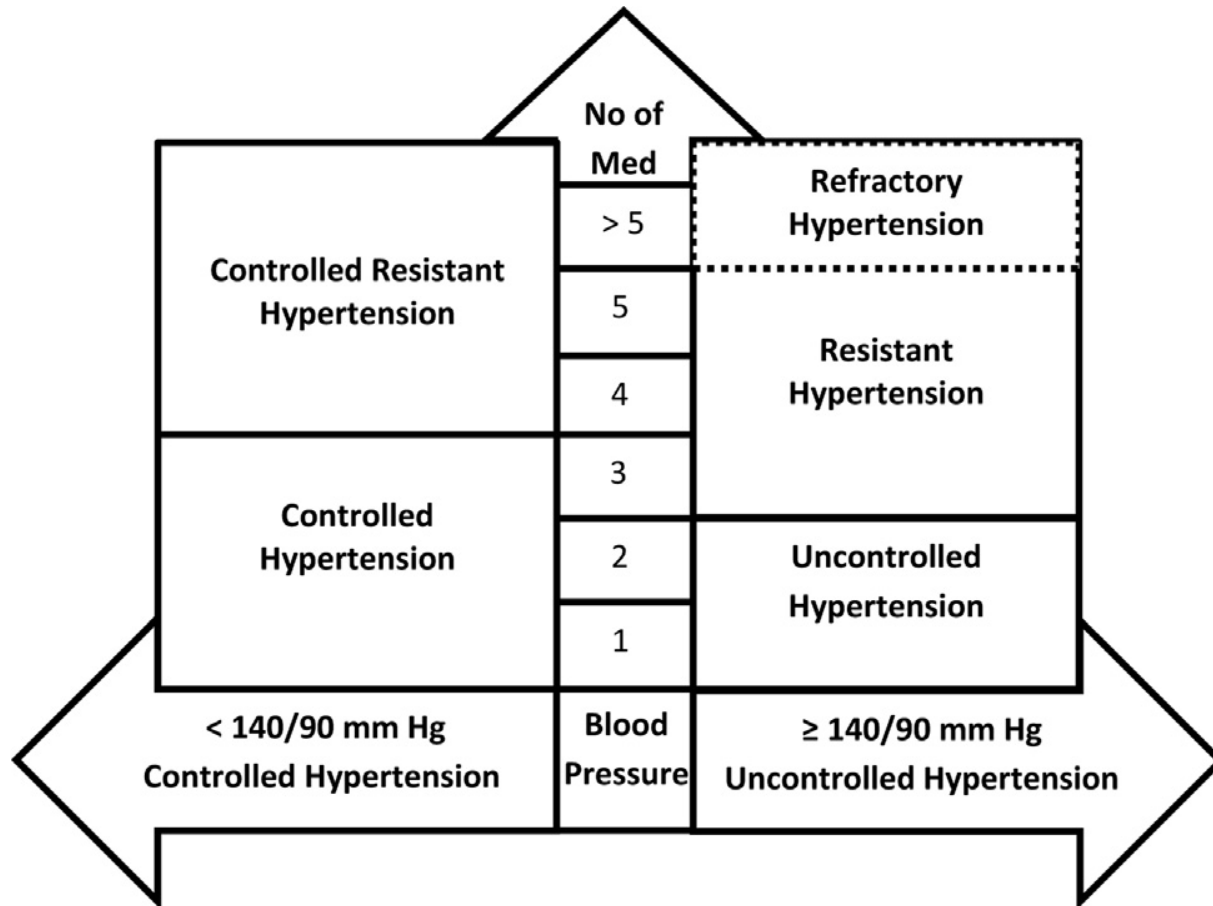 No of
Med
Refractory
Hypertension
> 5
Controlled Resistant
Hypertension
5
Resistant
Hypertension
4
3
Controlled
Hypertension
2
Uncontrolled
Hypertension
1
< 140/90 mm Hg
Controlled Hypertension
Blood
Pressure
≥ 140/90 mm Hg
Uncontrolled Hypertension